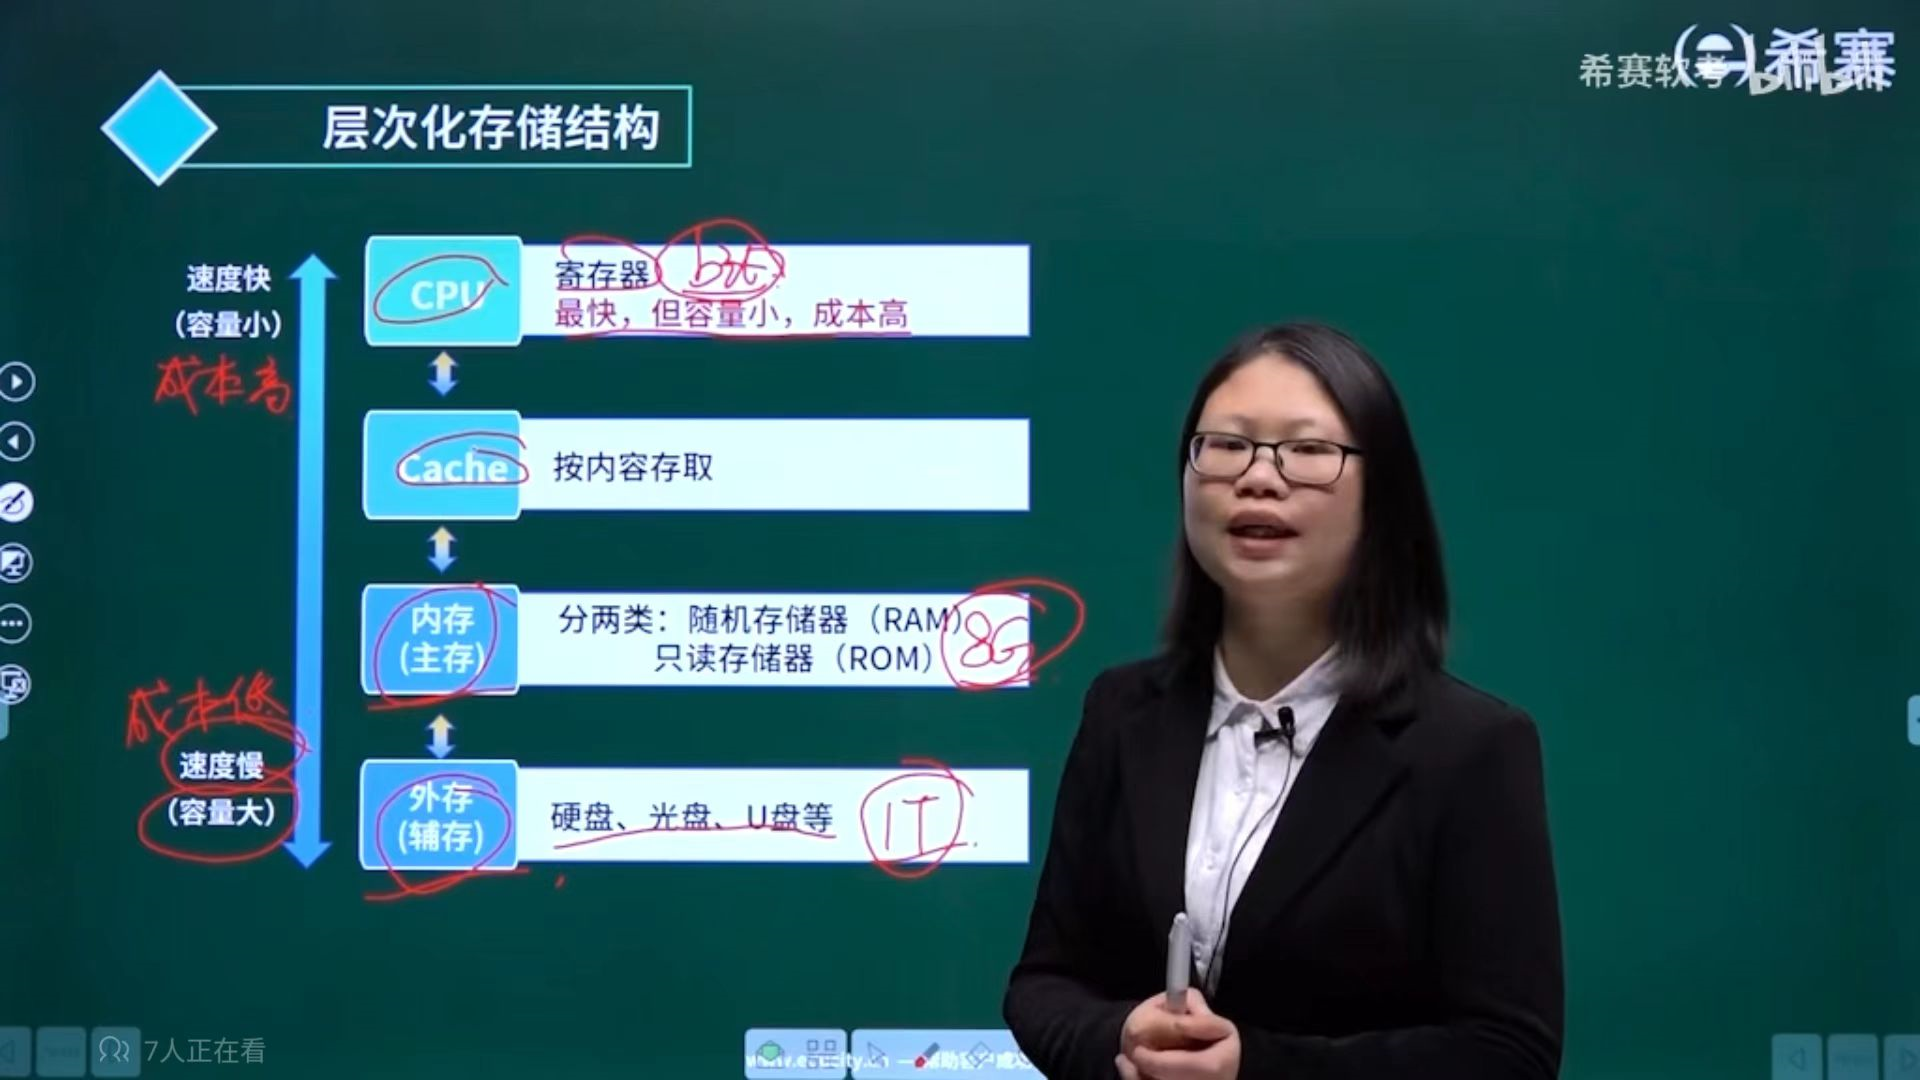 希赛
希赛软考
bilibili
层次化存储结构
速度快
（容量小）
成本高
CPU
寄存器 bit
最快，但容量小，成本高
Cache
按内容存取
内存
(主存)
分两类：随机存储器（RAM）
只读存储器（ROM）
8G
成本低
速度慢
（容量大）
外存
(辅存)
硬盘、光盘、U盘等
1T
7人正在看